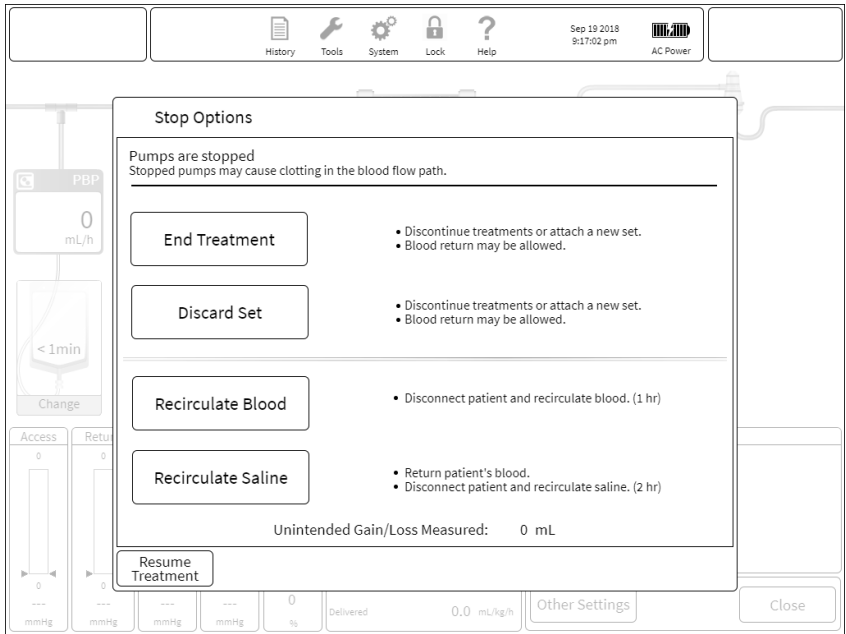 History
Tools
System
Lock
Help
Sep 19 2018
9:17:02 pm
AC Power
Stop Options
Pumps are stopped
Stopped pumps may cause clotting in the blood flow path.
End Treatment
• Discontinue treatments or attach a new set.
• Blood return may be allowed.
Discard Set
• Discontinue treatments or attach a new set.
• Blood return may be allowed.
Recirculate Blood
• Disconnect patient and recirculate blood. (1 hr)
Recirculate Saline
• Return patient's blood.
• Disconnect patient and recirculate saline. (2 hr)
Unintended Gain/Loss Measured: 0 mL
Resume
Treatment
PBP
0
mL/h
< 1min
Change
Access
0
0
---
mmHg
0
0
---
mmHg
---
mmHg
---
mmHg
0
%
Delivered 0.0 mL/kg/h
Other Settings
Close